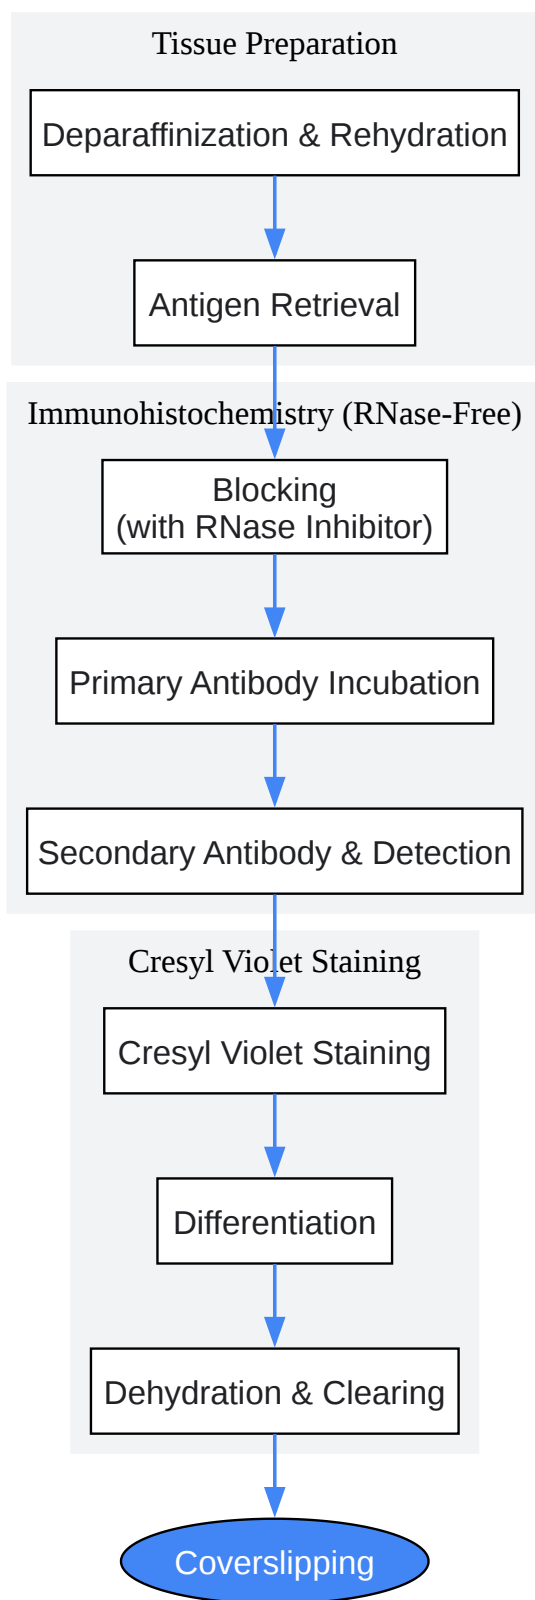 Tissue Preparation
Deparaffinization & Rehydration
Antigen Retrieval
Immunohistochemistry (RNase-Free)
Blocking
(with RNase Inhibitor)
Primary Antibody Incubation
Secondary Antibody & Detection
Cresyl Violet Staining
Cresyl Violet Staining
Differentiation
Dehydration & Clearing
Coverslipping